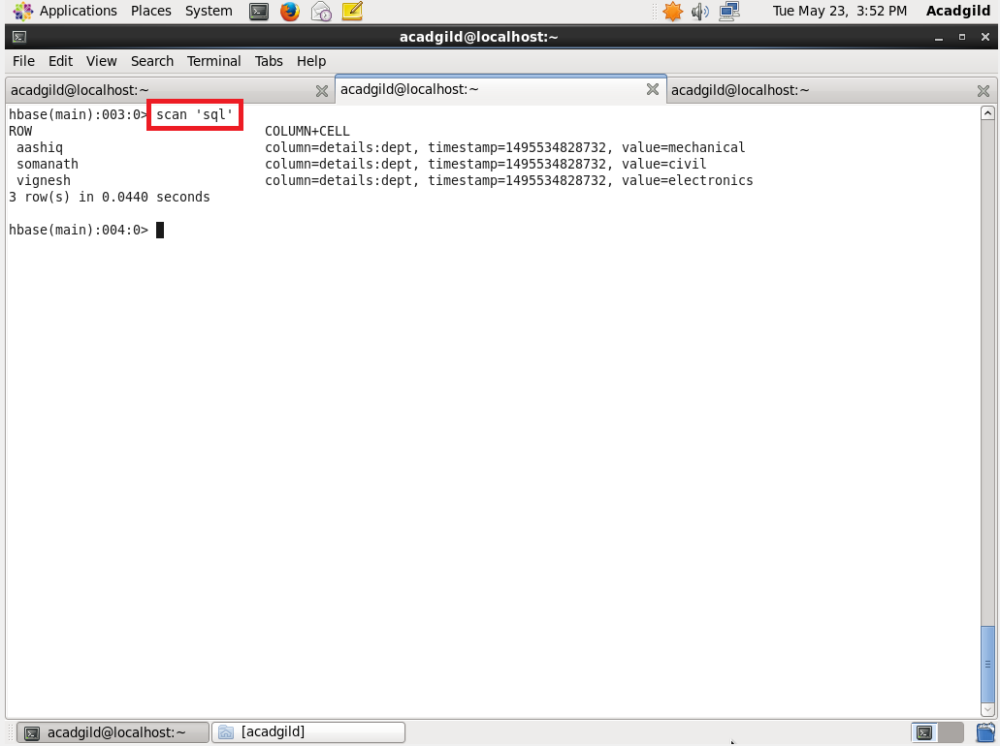 Applications Places System Tue May 23, 3:52 PM Acadgild
acadgild@localhost:~
File Edit View Search Terminal Tabs Help
acadgild@localhost:~ acadgild@localhost:~ acadgild@localhost:~
hbase(main):003:0> scan 'sql'
ROW COLUMN+CELL
aashiq column=details:dept, timestamp=1495534828732, value=mechanical
somanath column=details:dept, timestamp=1495534828732, value=civil
vignesh column=details:dept, timestamp=1495534828732, value=electronics
3 row(s) in 0.0440 seconds
hbase(main):004:0>
acadgild@localhost:~ [acadgild]